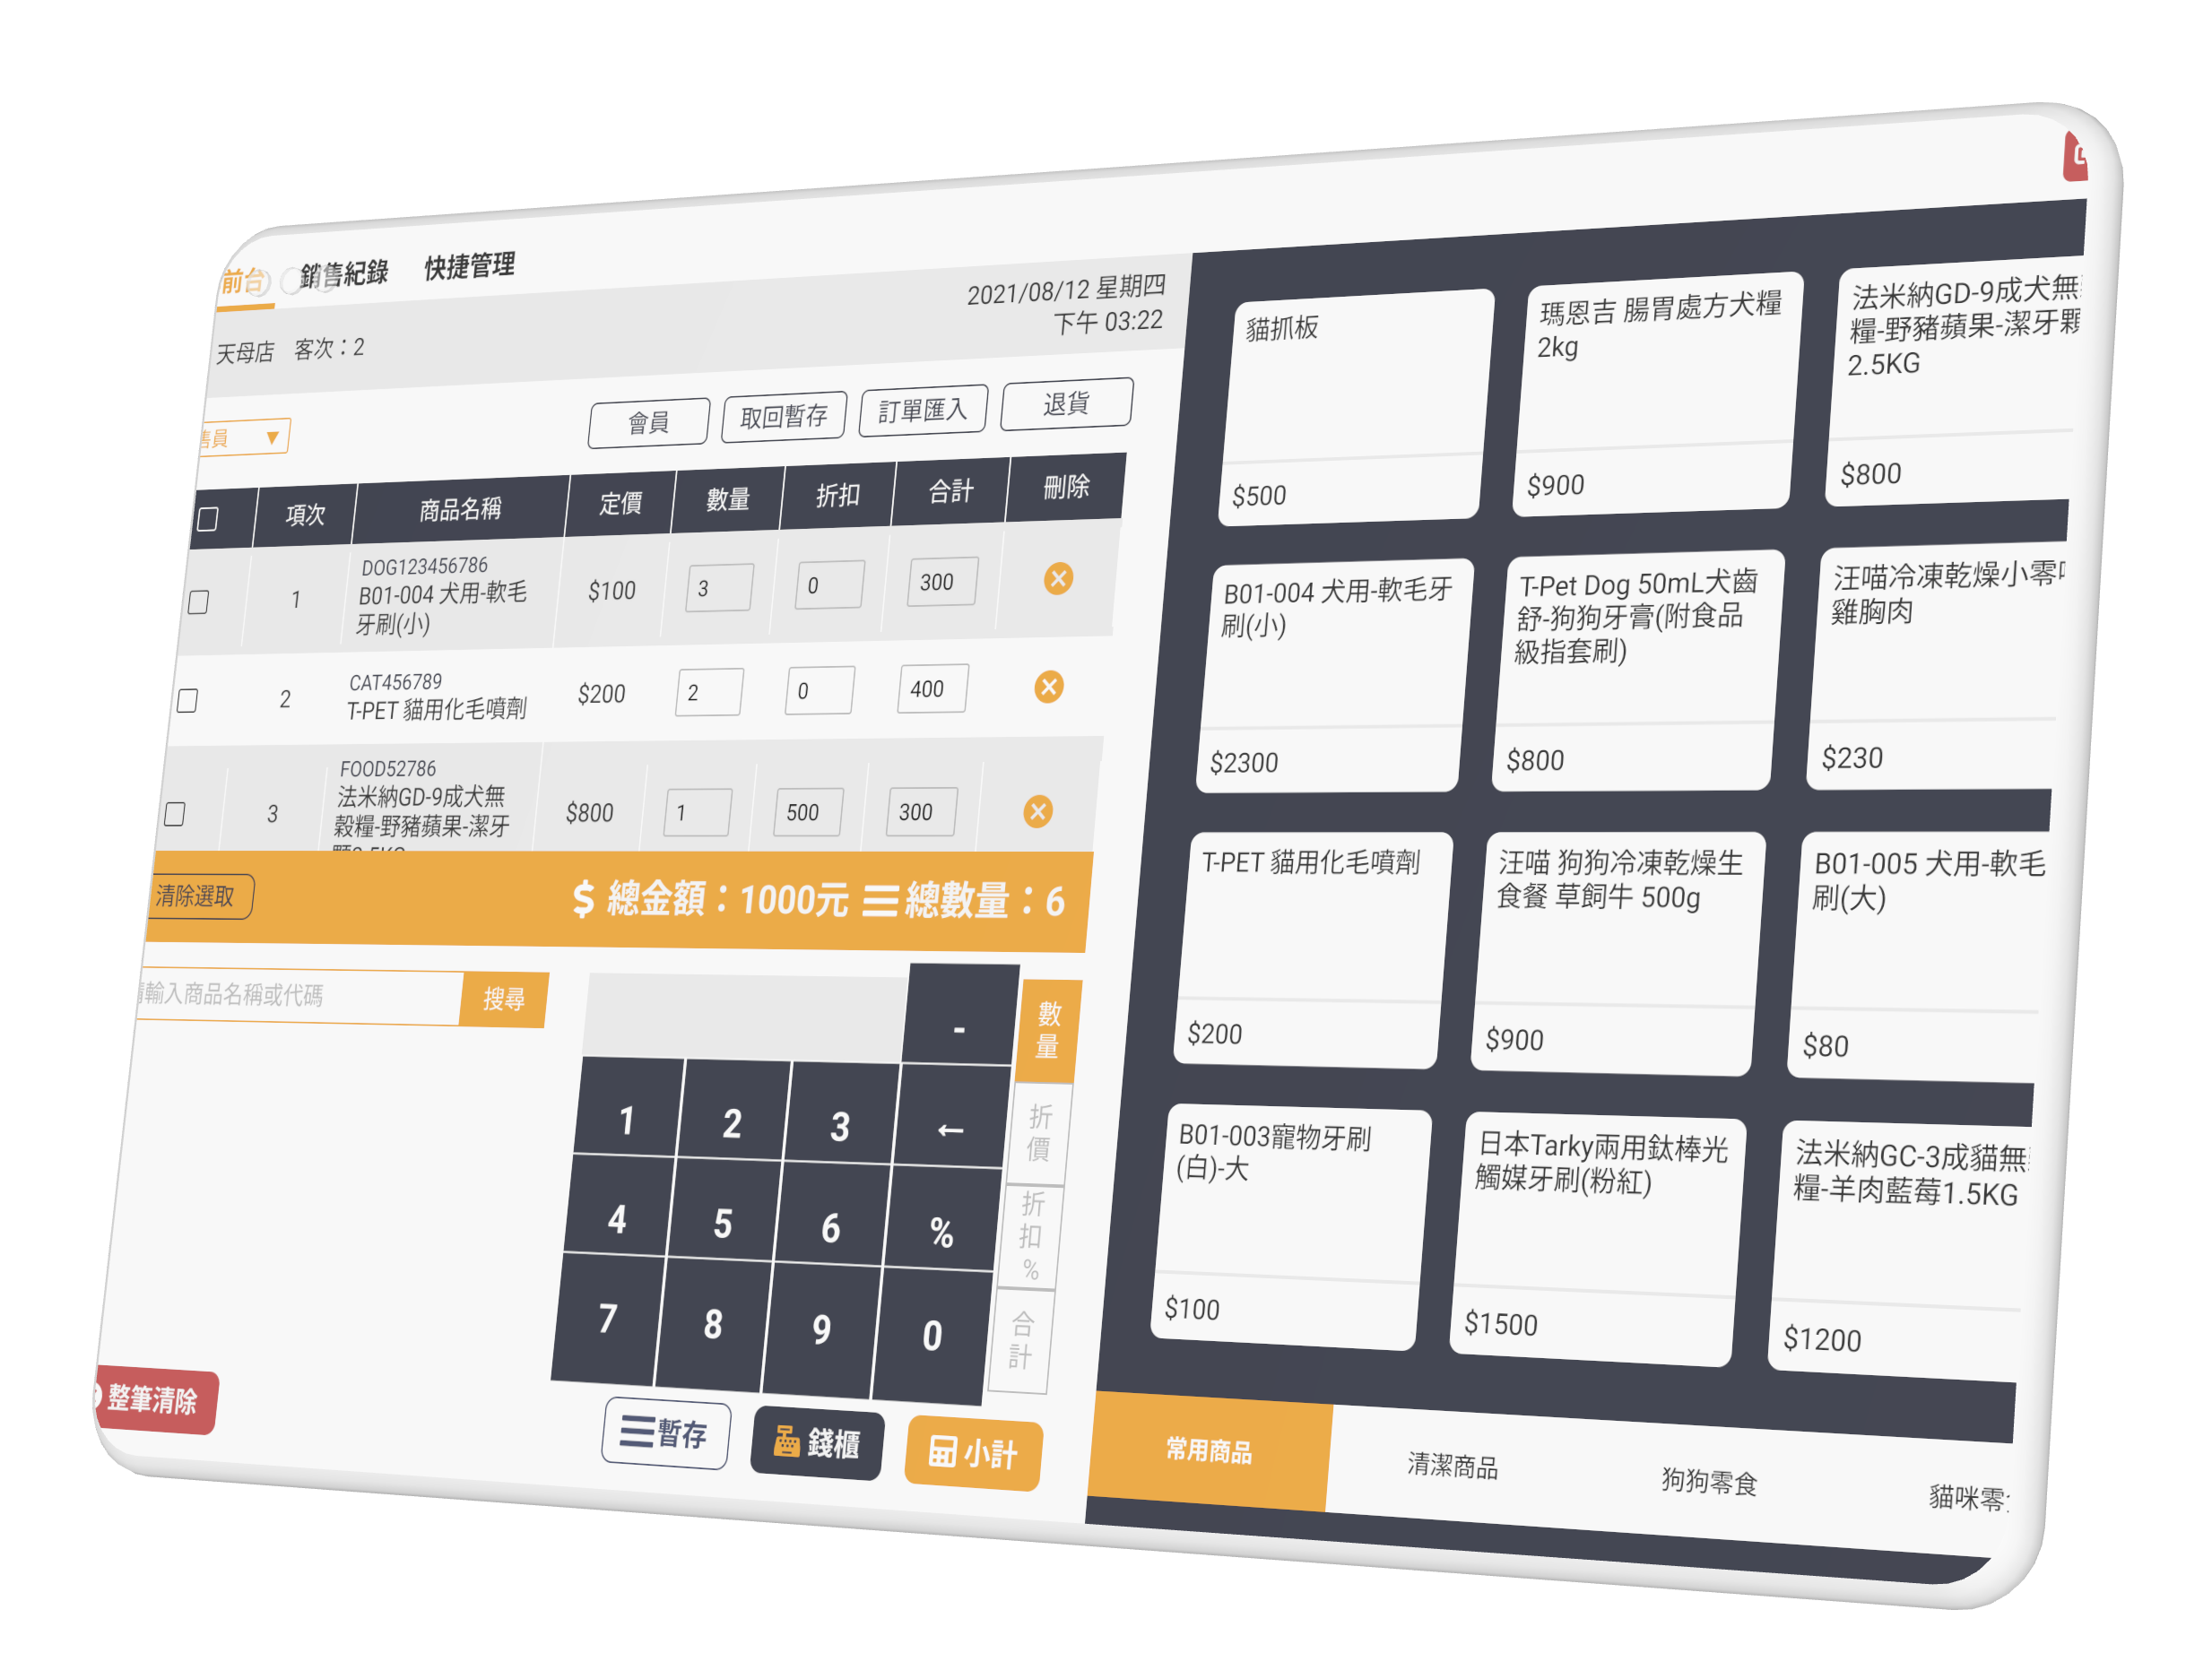 前台 銷售紀錄 快捷管理
2021/08/12 星期四
下午 03:22
天母店 客次：2
售員 ▼
會員 取回暫存 訂單匯入 退貨
項次 商品名稱 定價 數量 折扣 合計 刪除
1 DOG123456786 $100 3 0 300
B01-004 犬用-軟毛
牙刷(小)
2 CAT456789 $200 2 0 400
T-PET 貓用化毛噴劑
3 FOOD52786 $800 1 500 300
法米納GD-9成犬無
穀糧-野豬蘋果-潔牙
清除選取 $ 總金額：1000元 總數量：6
輸入商品名稱或代碼 搜尋
-
1 2 3 ←
4 5 6 %
7 8 9 0
數量
折價
折扣%
合計
整筆清除
暫存 錢櫃 小計
貓抓板
$500
瑪恩吉 腸胃處方犬糧
2kg
$900
法米納GD-9成犬無
糧-野豬蘋果-潔牙顆
2.5KG
$800
B01-004 犬用-軟毛牙
刷(小)
$2300
T-Pet Dog 50mL犬齒
舒-狗狗牙膏(附食品
級指套刷)
$800
汪喵冷凍乾燥小零
雞胸肉
$230
T-PET 貓用化毛噴劑
$200
汪喵 狗狗冷凍乾燥生
食餐 草飼牛 500g
$900
B01-005 犬用-軟毛
刷(大)
$80
B01-003寵物牙刷
(白)-大
$100
日本Tarky兩用鈦棒光
觸媒牙刷(粉紅)
$1500
法米納GC-3成貓無
糧-羊肉藍莓1.5KG
$1200
常用商品 清潔商品 狗狗零食 貓咪零